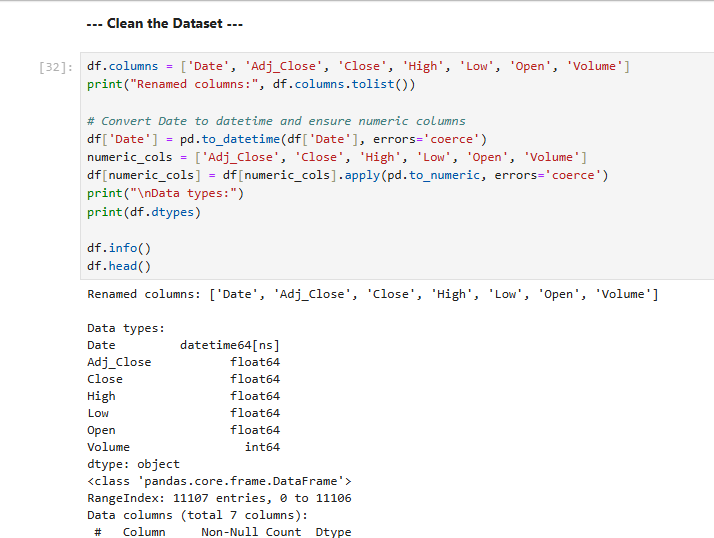 --- Clean the Dataset ---
[32]: df.columns = ['Date', 'Adj_Close', 'Close', 'High', 'Low', 'Open', 'Volume']
print("Renamed columns:", df.columns.tolist())
# Convert Date to datetime and ensure numeric columns
df['Date'] = pd.to_datetime(df['Date'], errors='coerce')
numeric_cols = ['Adj_Close', 'Close', 'High', 'Low', 'Open', 'Volume']
df[numeric_cols] = df[numeric_cols].apply(pd.to_numeric, errors='coerce')
print("\nData types:")
print(df.dtypes)
df.info()
df.head()
Renamed columns: ['Date', 'Adj_Close', 'Close', 'High', 'Low', 'Open', 'Volume']
Data types:
Date datetime64[ns]
Adj_Close float64
Close float64
High float64
Low float64
Open float64
Volume int64
dtype: object
<class 'pandas.core.frame.DataFrame'>
RangeIndex: 11107 entries, 0 to 11106
Data columns (total 7 columns):
# Column Non-Null Count Dtype